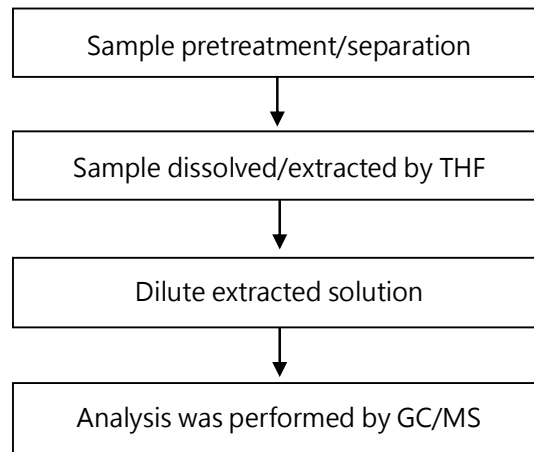 Sample pretreatment/separation
Sample dissolved/extracted by THF
Dilute extracted solution
Analysis was performed by GC/MS